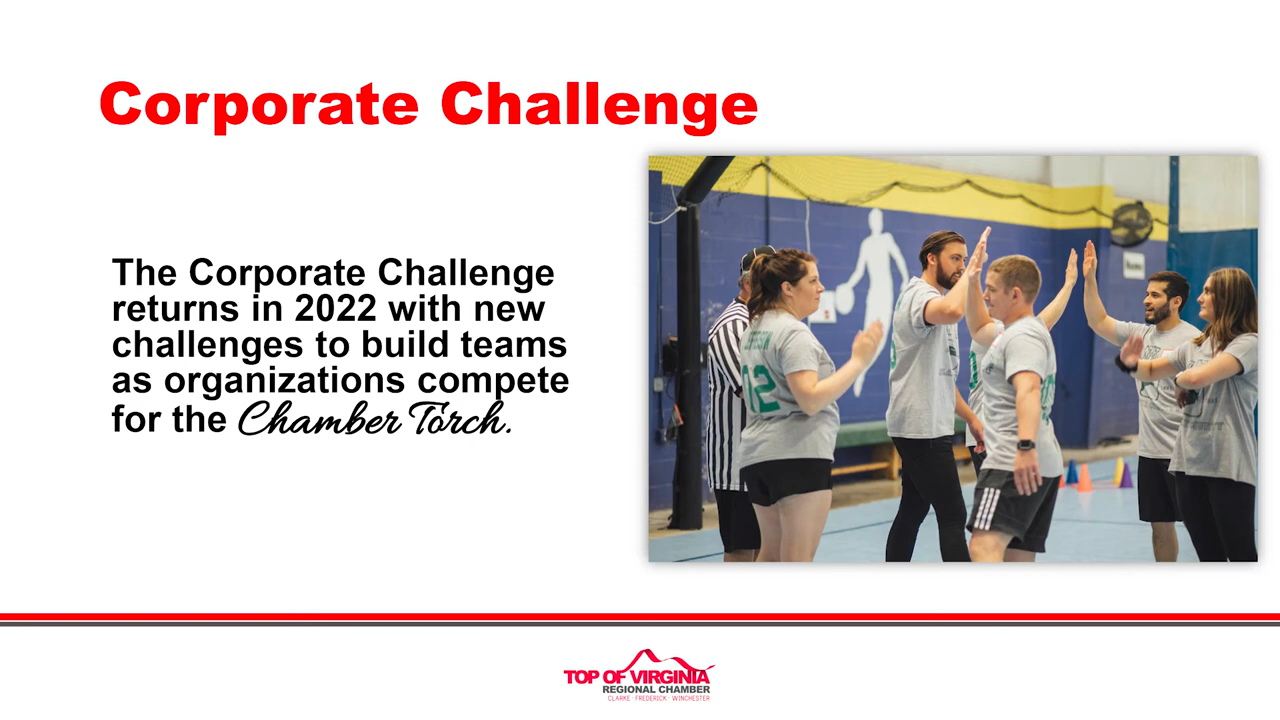 Corporate Challenge
The Corporate Challenge
returns in 2022 with new
challenges to build teams
as organizations compete
for the Chamber Torch.
TOP OF VIRGINIA
REGIONAL CHAMBER
CLARKE · FREDERICK · WINCHESTER